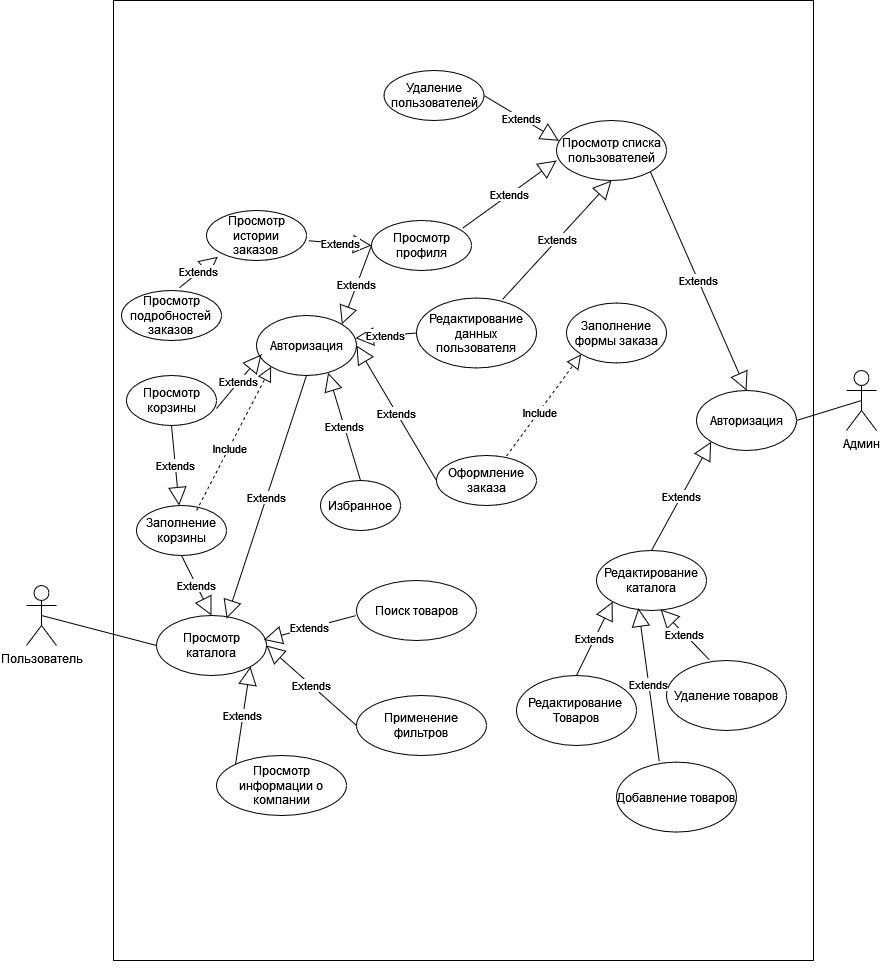 Удаление
пользователей
Extends
Просмотр списка
пользователей
Extends
Просмотр
истории
заказов
Extends
Просмотр
профиля
Extends
Extends
Extends
Extends
Просмотр
подробностей
заказов
Редактирование
данных
пользователя
Заполнение
формы заказа
Авторизация
Extends
Extends
Просмотр
корзины
Extends
Include
Extends
Extends
Include
Авторизация
Админ
Extends
Оформление
заказа
Extends
Избранное
Extends
Заполнение
корзины
Extends
Редактирование
каталога
Пользователь
Просмотр
каталога
Extends
Поиск товаров
Extends
Extends
Extends
Extends
Extends
Применение
фильтров
Редактирование
Товаров
Удаление товаров
Просмотр
информации о
компании
Добавление товаров